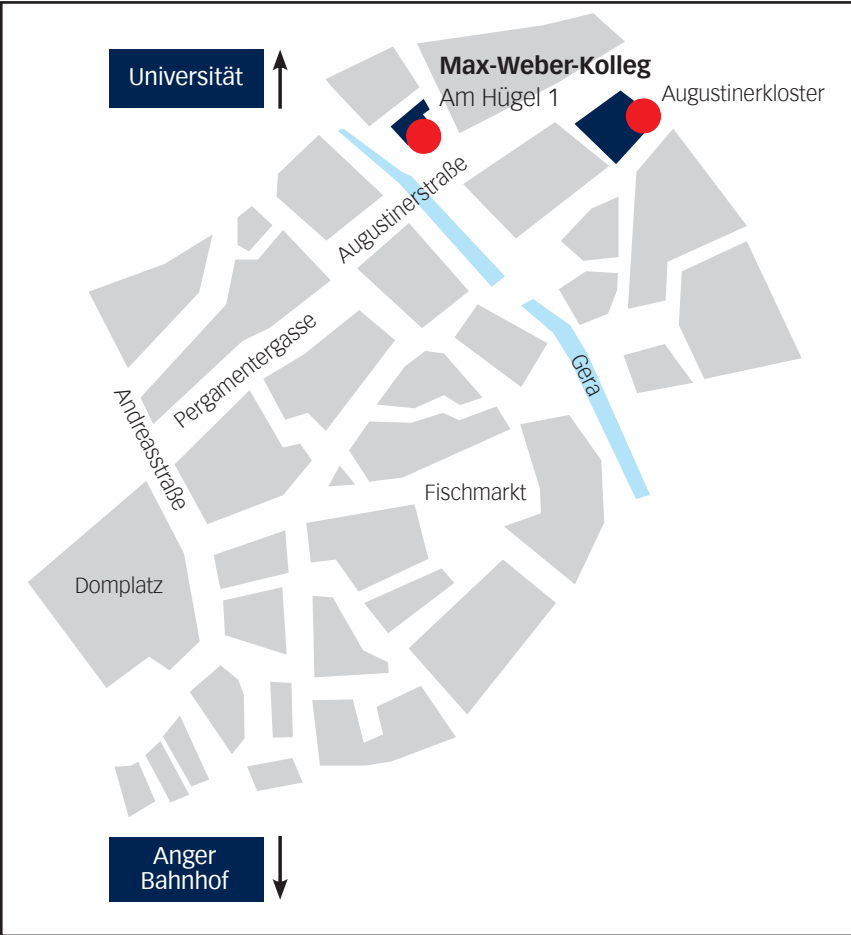 Universität
Max-Weber-Kolleg
Am Hügel 1
Augustinerkloster
Augustinerstraße
Pergamentergasse
Andreasstraße
Gera
Fischmarkt
Domplatz
Anger
Bahnhof